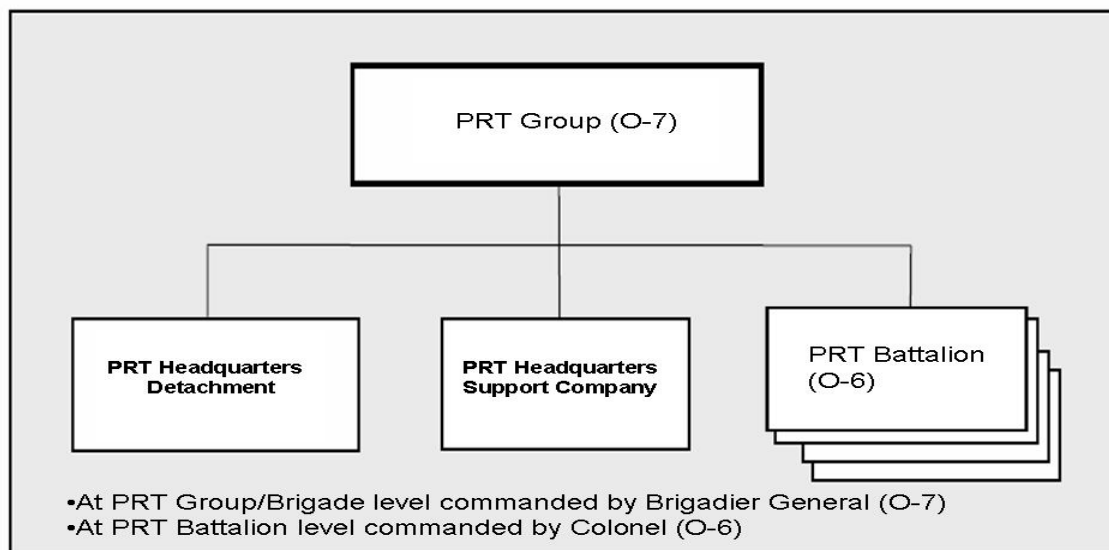 PRT Group (O-7)
PRT Headquarters
Detachment
PRT Headquarters
Support Company
PRT Battalion
(O-6)
•At PRT Group/Brigade level commanded by Brigadier General (O-7)
•At PRT Battalion level commanded by Colonel (O-6)